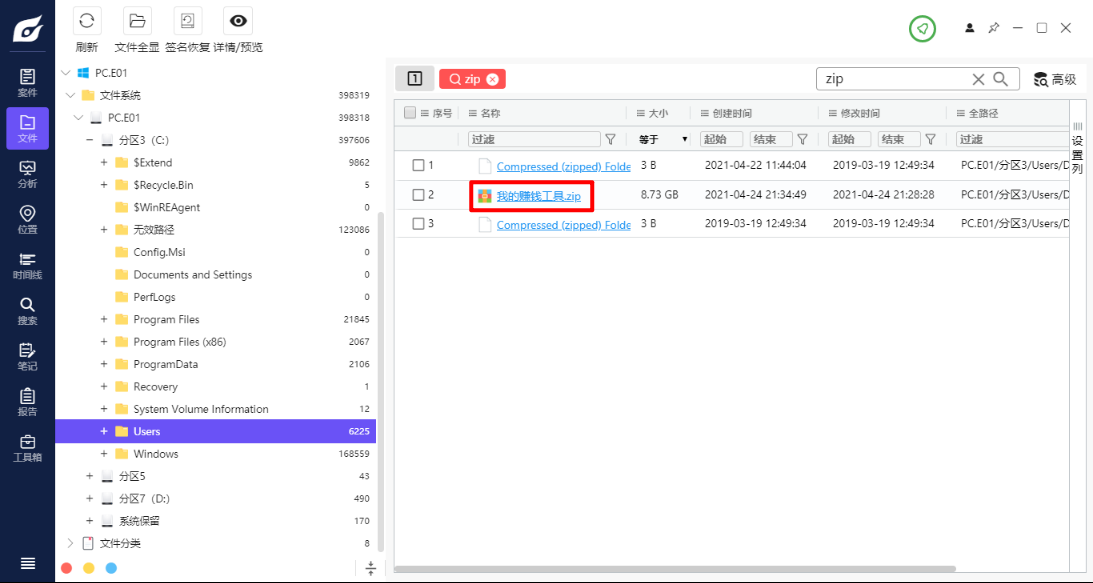 刷新 文件全显 签名恢复 详情/预览
案件
文件
分析
位置
时间线
搜索
笔记
报告
工具箱
PC.E01
文件系统 398319
PC.E01 398318
分区3 (C:) 397606
$Extend 9862
$Recycle.Bin 5
$WinREAgent 0
无效路径 123086
Config.Msi 0
Documents and Settings 0
PerfLogs 0
Program Files 21845
Program Files (x86) 2067
ProgramData 2106
Recovery 1
System Volume Information 12
Users 6225
Windows 168559
分区5 43
分区7 (D:) 490
系统保留 170
文件分类 8
1 zip
zip 高级
序号 名称 大小 创建时间 修改时间 全路径
过滤 等于 起始 结束 起始 结束 过滤
1 Compressed (zipped) Folde 3 B 2021-04-22 11:44:04 2019-03-19 12:49:34 PC.E01/分区3/Users/D
2 我的赚钱工具.zip 8.73 GB 2021-04-24 21:34:49 2021-04-24 21:28:28 PC.E01/分区3/Users/D
3 Compressed (zipped) Folde 3 B 2019-03-19 12:49:34 2019-03-19 12:49:34 PC.E01/分区3/Users/D
设置列